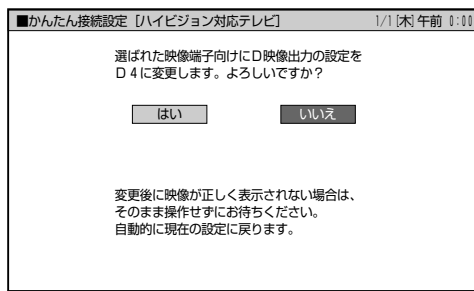 ■かんたん接続設定［ハイビジョン対応テレビ］ 1/1[木]午前 0:00
選ばれた映像端子向けにＤ映像出力の設定を
Ｄ４に変更します。よろしいですか？
はい いいえ
変更後に映像が正しく表示されない場合は、
そのまま操作せずにお待ちください。
自動的に現在の設定に戻ります。